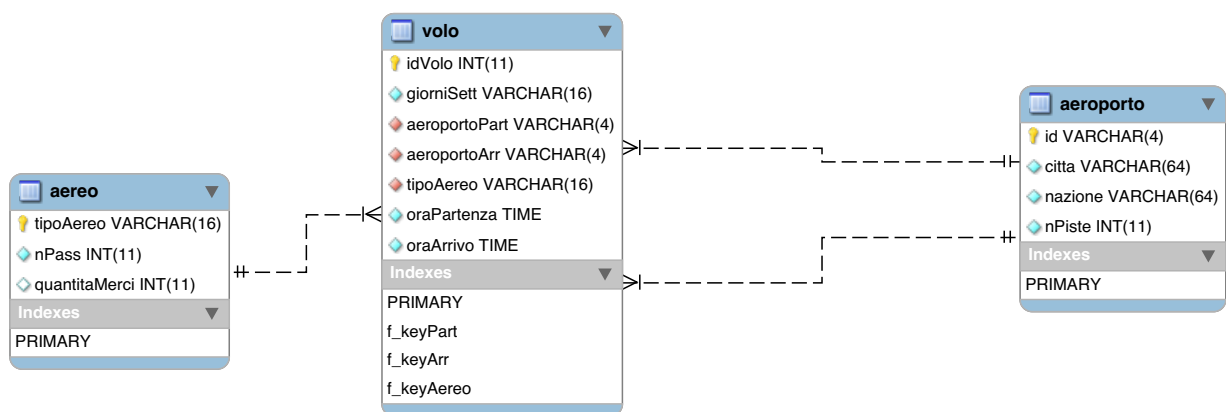 aereo
tipoAereo VARCHAR(16)
nPass INT(11)
quantitaMerci INT(11)
Indexes
PRIMARY
volo
idVolo INT(11)
giorniSett VARCHAR(16)
aeroportoPart VARCHAR(4)
aeroportoArr VARCHAR(4)
tipoAereo VARCHAR(16)
oraPartenza TIME
oraArrivo TIME
Indexes
PRIMARY
f_keyPart
f_keyArr
f_keyAereo
aeroporto
id VARCHAR(4)
citta VARCHAR(64)
nazione VARCHAR(64)
nPiste INT(11)
Indexes
PRIMARY